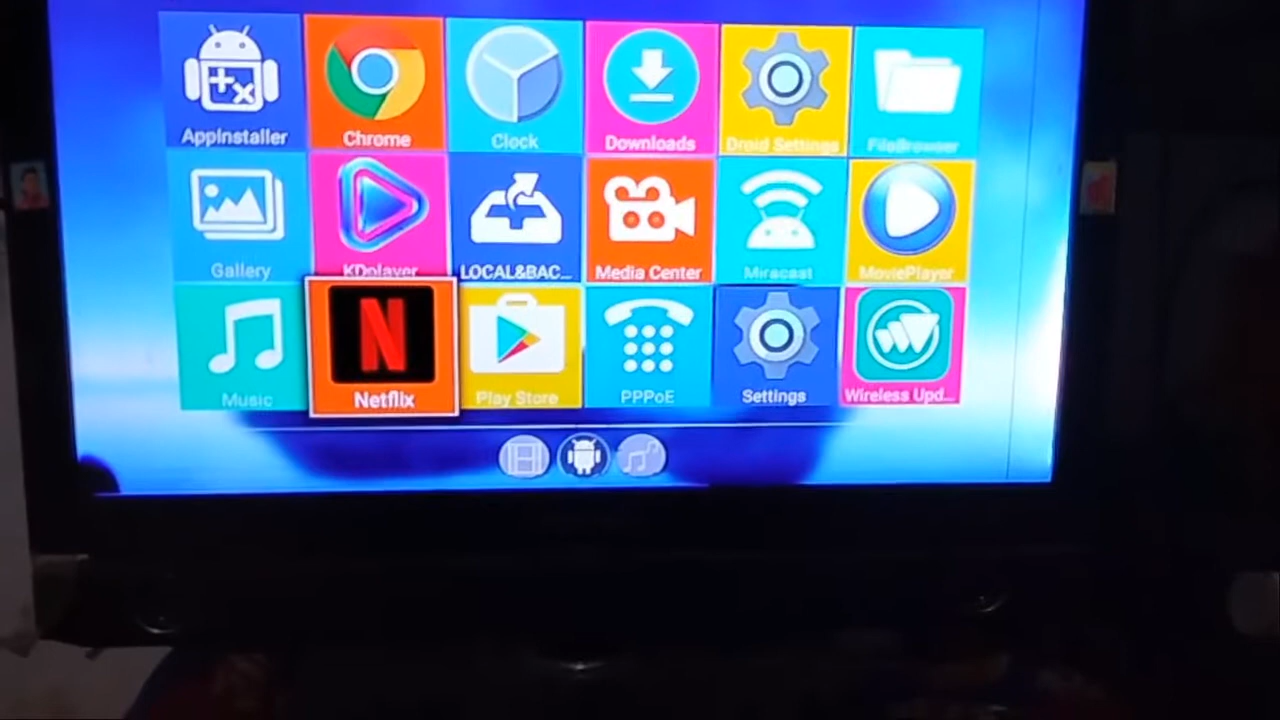 AppInstaller
Chrome
Clock
Downloads
Droid Settings
FileBrowser
Gallery
KDplayer
LOCAL&BAC...
Media Center
Miracast
MoviePlayer
Music
Netflix
Play Store
PPPoE
Settings
Wireless Upd...